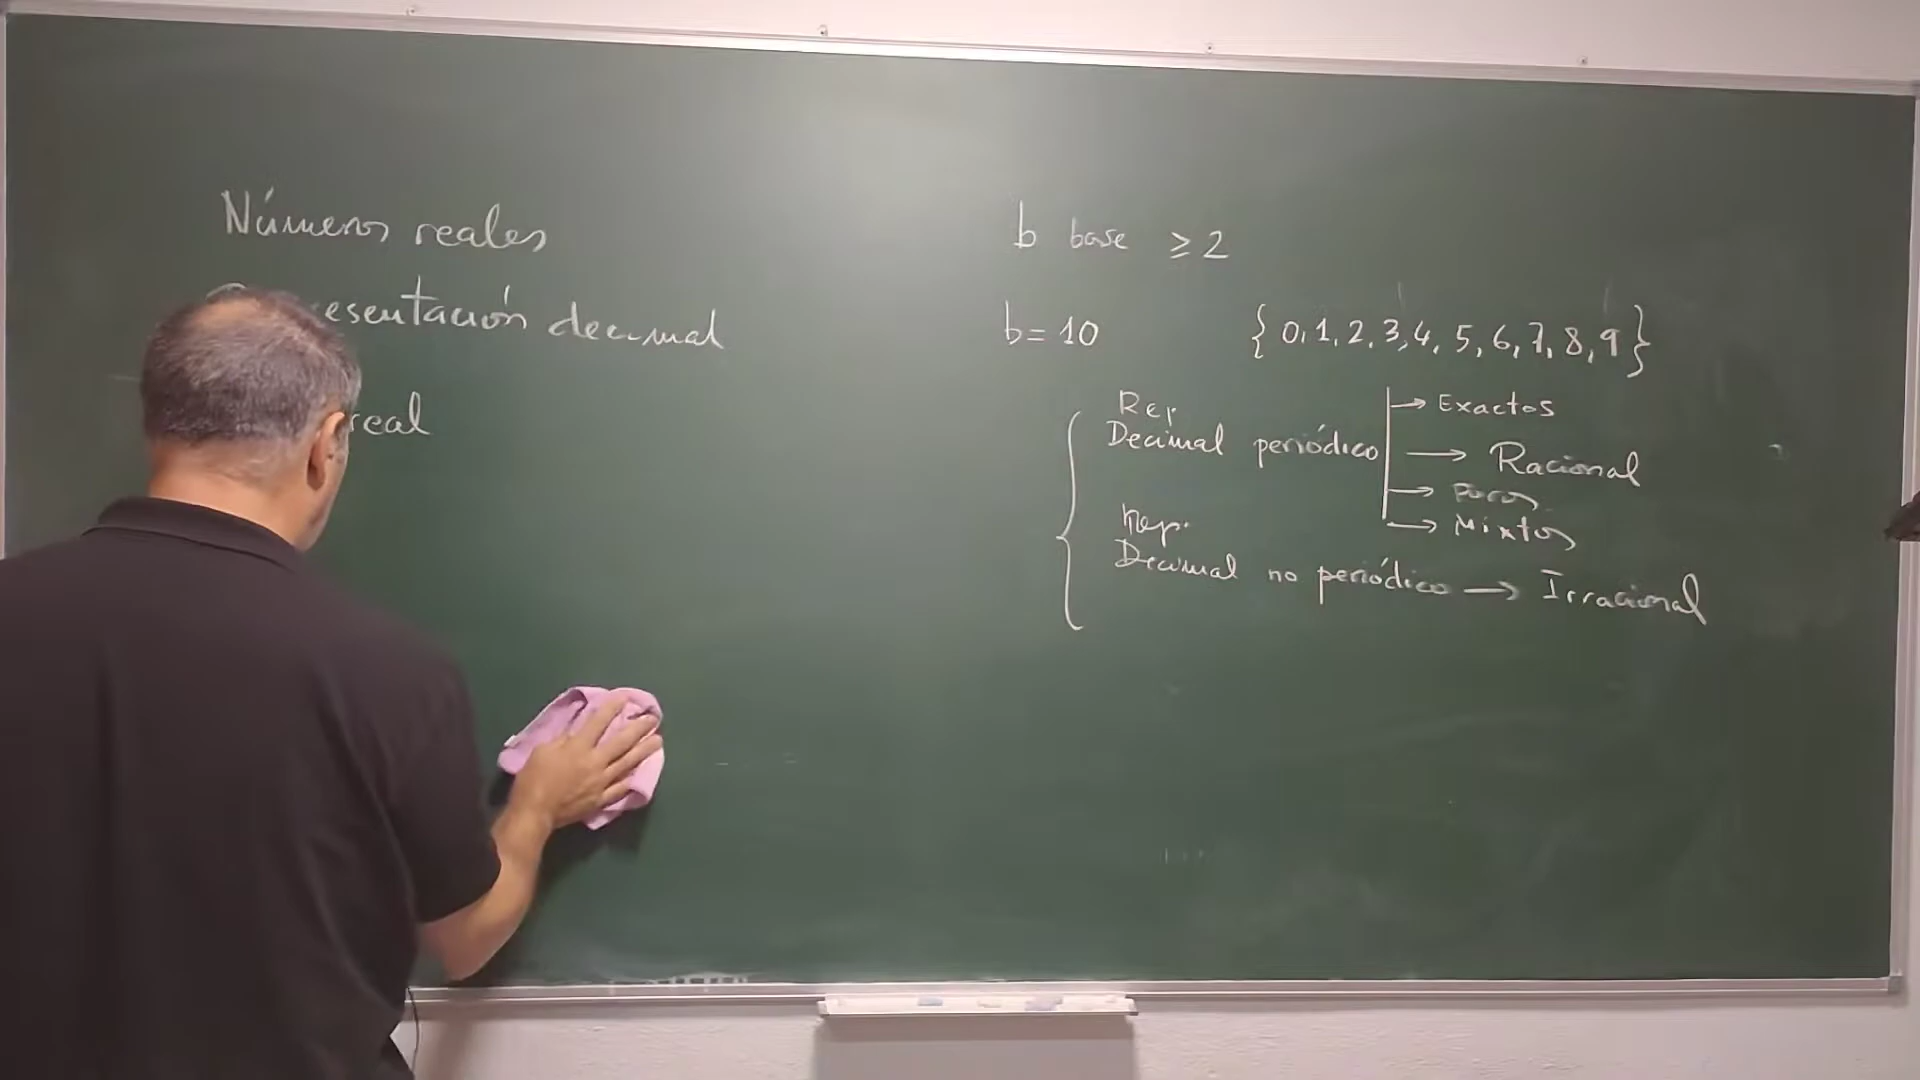 Números reales
decimal
real
b base ≥ 2
b = 10 { 0, 1, 2, 3, 4, 5, 6, 7, 8, 9 }
Rep.
Decimal periódico → Exactos
→ Racional
→ Puros
→ Mixtos
Rep.
Decimal no periódico → Irracional